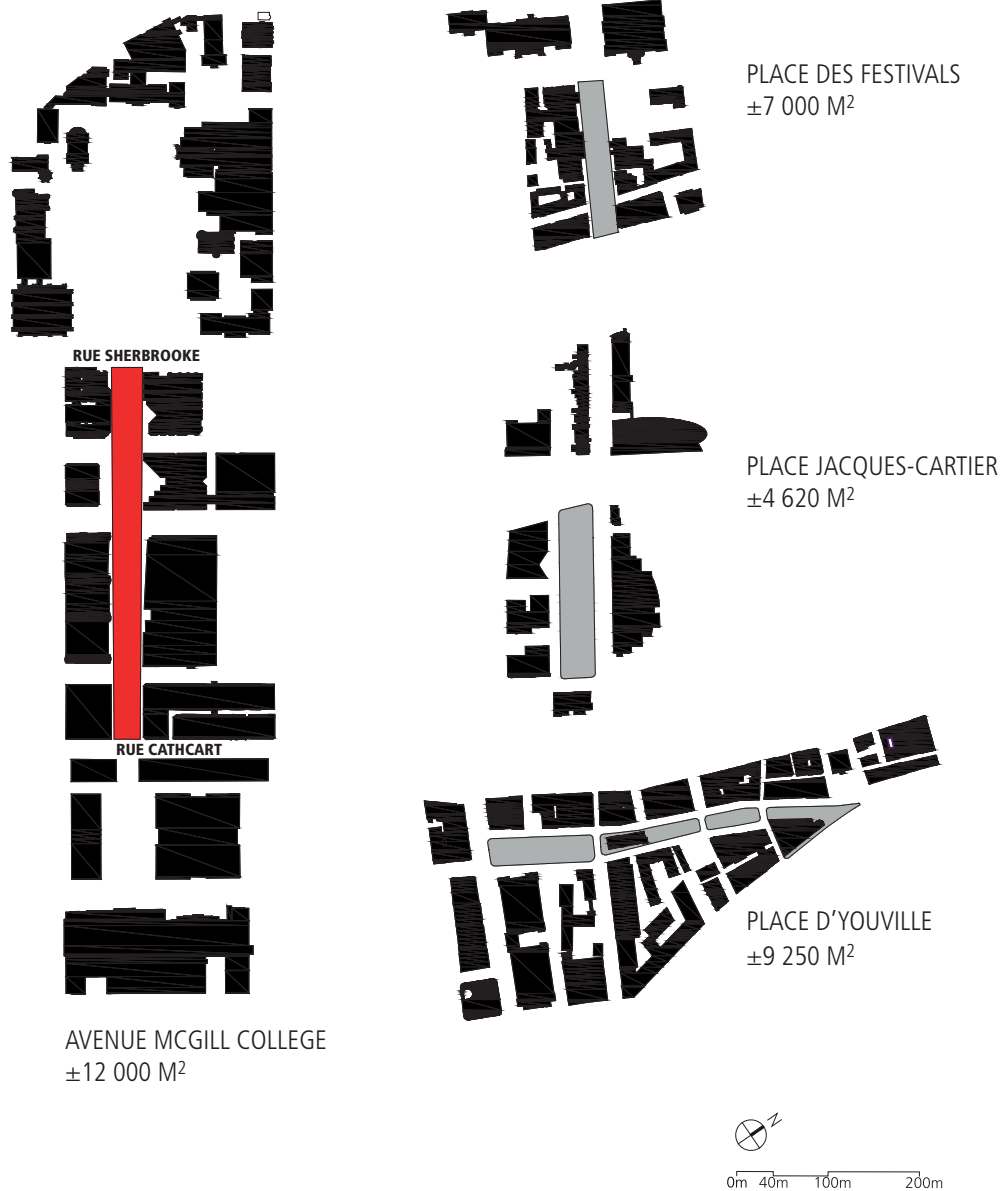 PLACE DES FESTIVALS
±7 000 M²
RUE SHERBROOKE
PLACE JACQUES-CARTIER
±4 620 M²
RUE CATHCART
PLACE D’YOUVILLE
±9 250 M²
AVENUE MCGILL COLLEGE
±12 000 M²
N
0m 40m 100m 200m